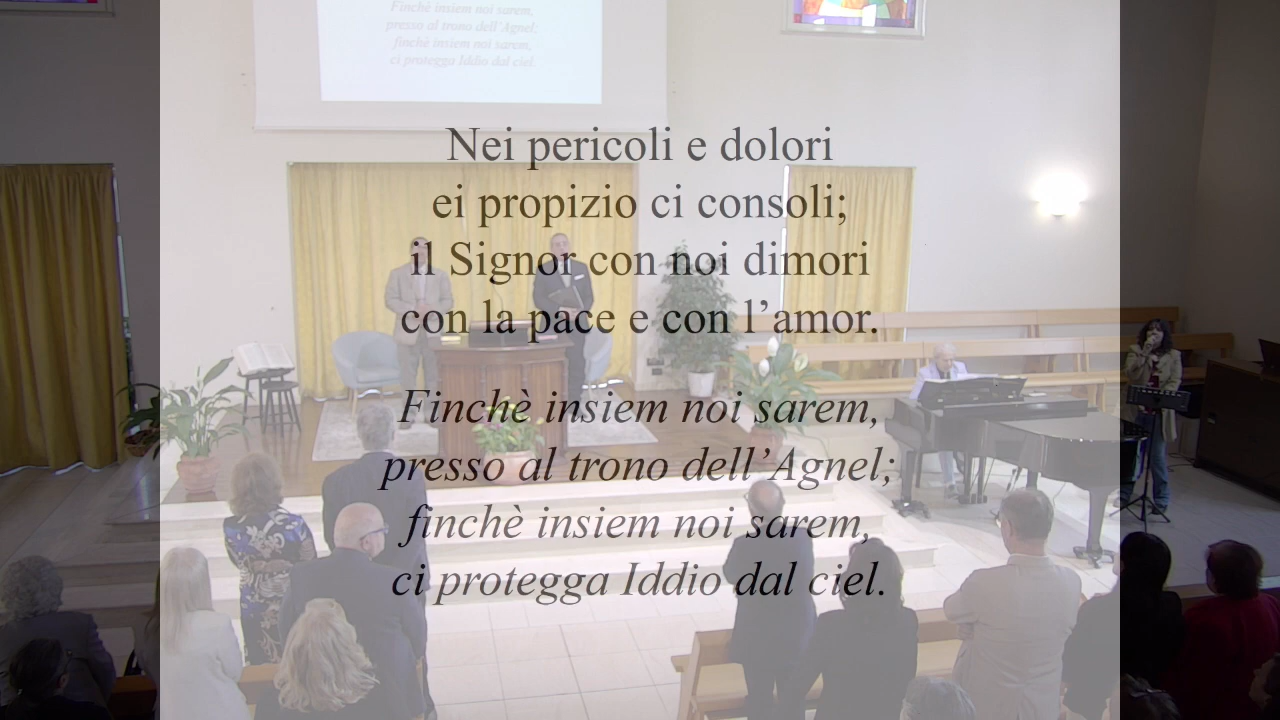 Finchè insiem noi sarem,
presso al trono dell'Agnel;
finchè insiem noi sarem,
ci protegga Iddio dal ciel.
Nei pericoli e dolori
ei propizio ci consoli;
il Signor con noi dimori
con la pace e con l’amor.
Finchè insiem noi sarem,
presso al trono dell’Agnel;
finchè insiem noi sarem,
ci protegga Iddio dal ciel.